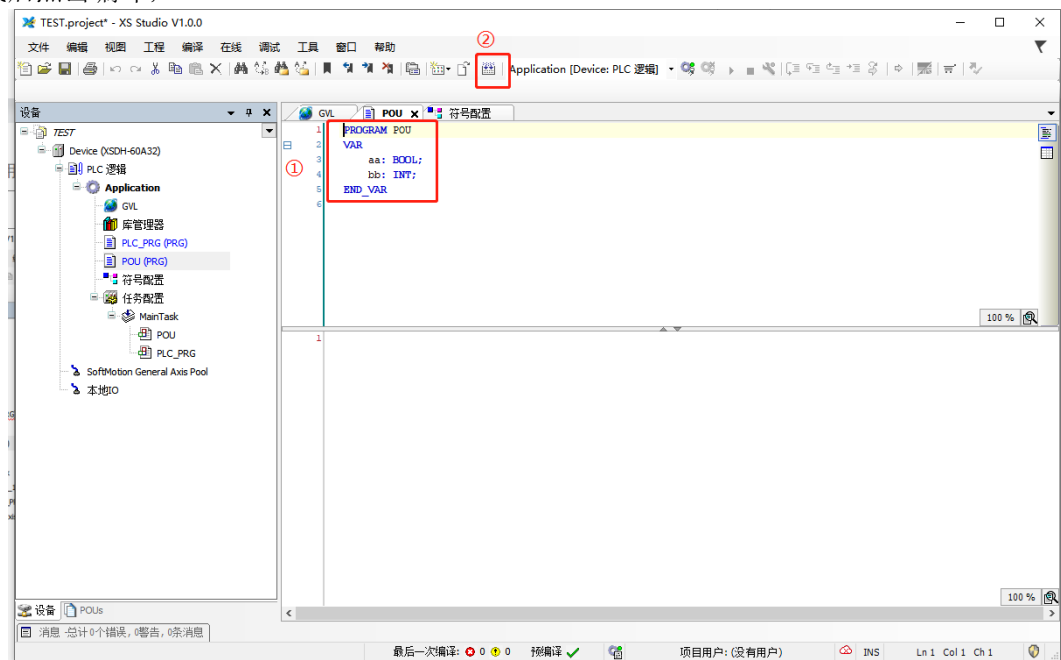 TEST.project* - XS Studio V1.0.0
文件 编辑 视图 工程 编译 在线 调试 工具 窗口 帮助
②
Application [Device: PLC 逻辑]
设备
GVL POU 符号配置
TEST
Device (XSDH-60A32)
PLC 逻辑
Application
GVL
库管理器
PLC_PRG (PRG)
POU (PRG)
符号配置
任务配置
MainTask
POU
PLC_PRG
SoftMotion General Axis Pool
本地IO
①
1 PROGRAM POU
2 VAR
3 aa: BOOL;
4 bb: INT;
5 END_VAR
6
100 %
1
100 %
设备 POUs
消息 -总计0个错误, 0警告, 0条消息
最后一次编译: 0 0 预编译 项目用户: (没有用户) INS Ln 1 Col 1 Ch 1